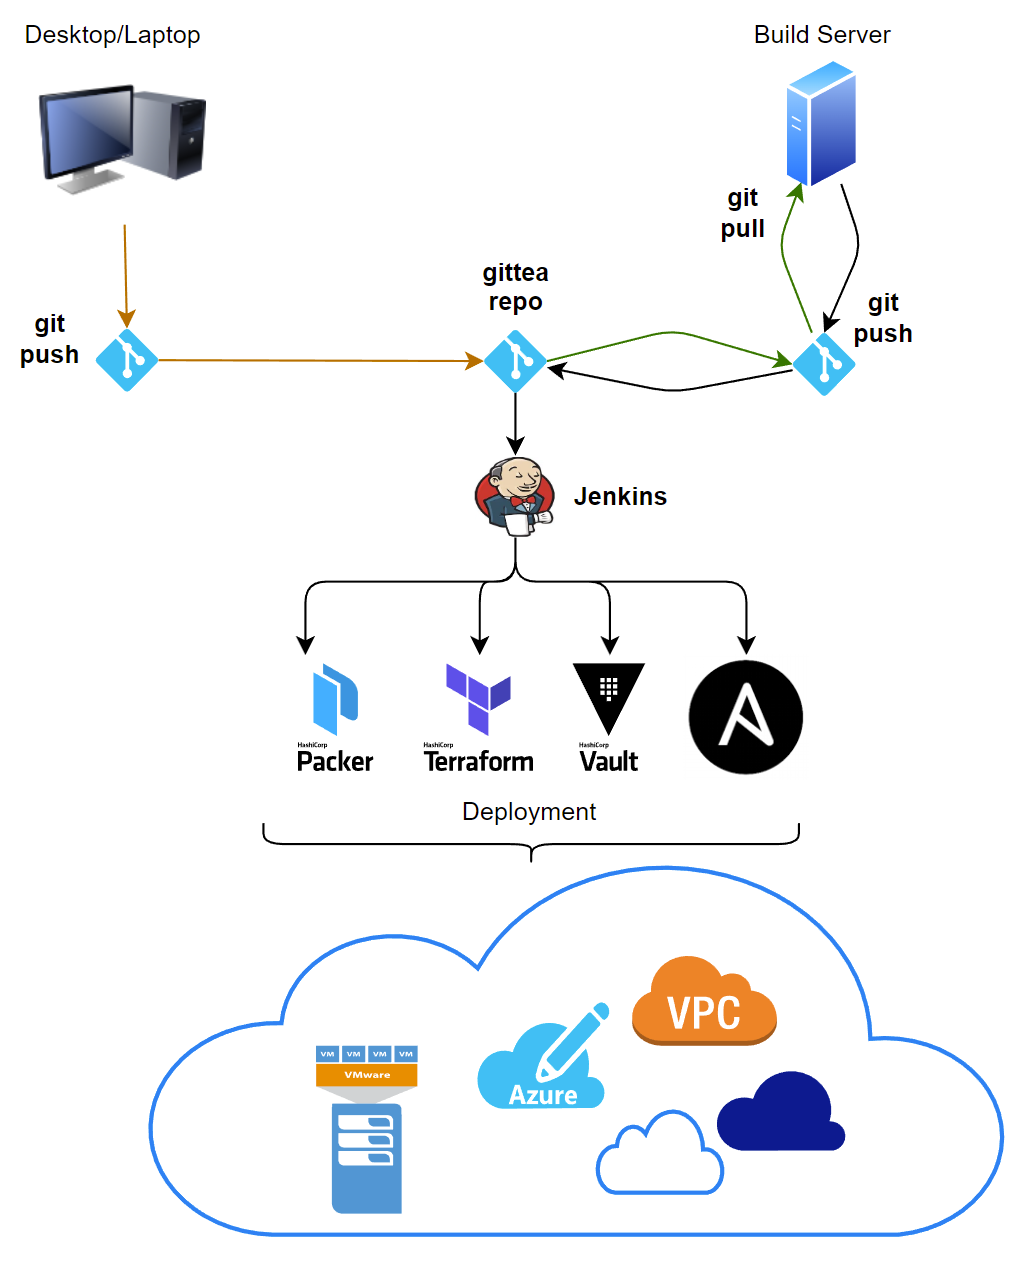 Desktop/Laptop
Build Server
git
pull
gittea
repo
git
push
git
push
Jenkins
HashiCorp
Packer
HashiCorp
Terraform
HashiCorp
Vault
Deployment
VPC
VM VM VM VM
VMware
Azure